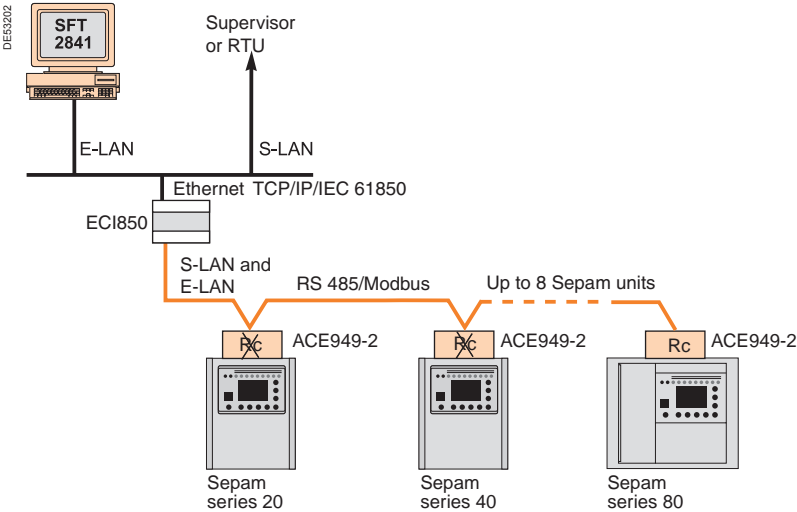 DE53202
SFT
2841
Supervisor
or RTU
E-LAN
S-LAN
Ethernet TCP/IP/IEC 61850
ECI850
S-LAN and
E-LAN
RS 485/Modbus
Up to 8 Sepam units
Rc
ACE949-2
Rc
ACE949-2
Rc
ACE949-2
Sepam
series 20
Sepam
series 40
Sepam
series 80